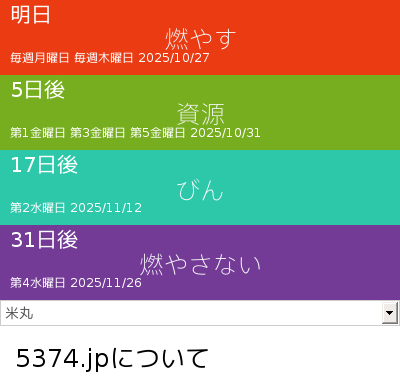 明日
燃やす
毎週月曜日 毎週木曜日 2025/10/27
5日後
資源
第1金曜日 第3金曜日 第5金曜日 2025/10/31
17日後
びん
第2水曜日 2025/11/12
31日後
燃やさない
第4水曜日 2025/11/26
米丸
5374.jpについて